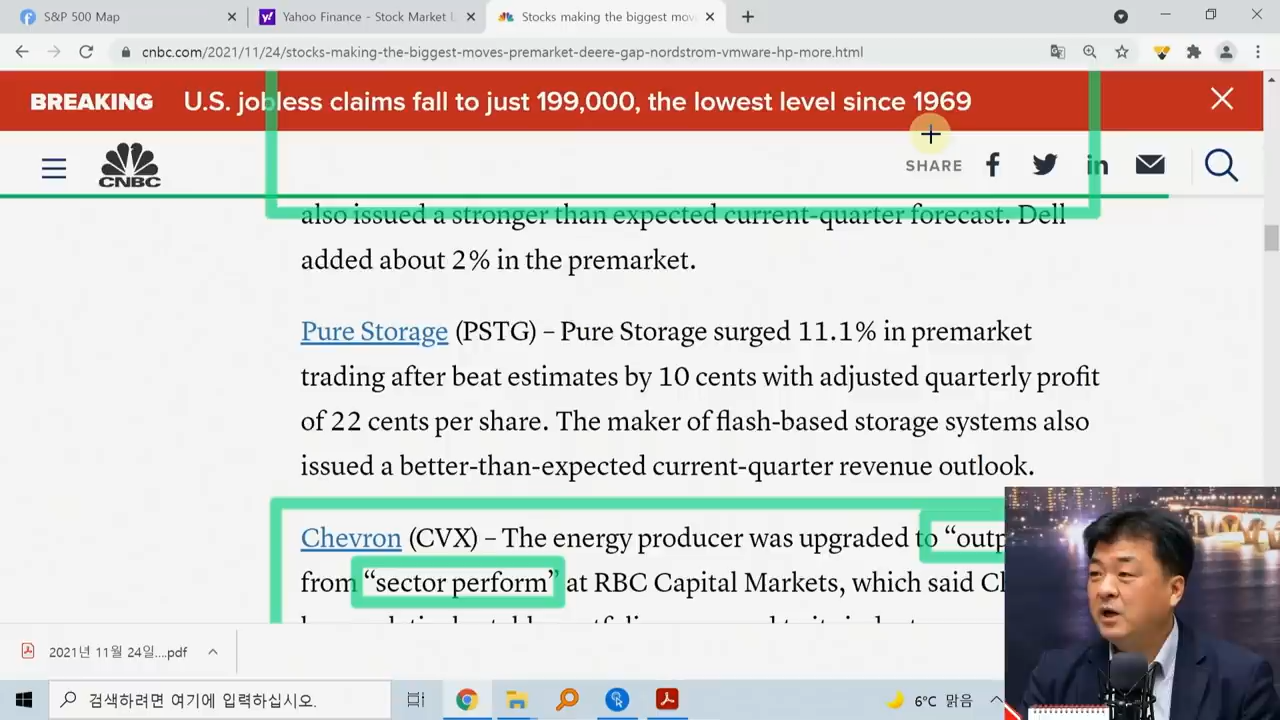 S&P 500 Map
Yahoo Finance - Stock Market L
Stocks making the biggest mov
cnbc.com/2021/11/24/stocks-making-the-biggest-moves-premarket-deere-gap-nordstrom-vmware-hp-more.html
BREAKING U.S. jobless claims fall to just 199,000, the lowest level since 1969
CNBC
SHARE
also issued a stronger than expected current-quarter forecast. Dell
added about 2% in the premarket.
Pure Storage (PSTG) – Pure Storage surged 11.1% in premarket
trading after beat estimates by 10 cents with adjusted quarterly profit
of 22 cents per share. The maker of flash-based storage systems also
issued a better-than-expected current-quarter revenue outlook.
Chevron (CVX) – The energy producer was upgraded to “outp
from “sector perform” at RBC Capital Markets, which said
2021년 11월 24일....pdf
검색하려면 여기에 입력하십시오.
6°C 맑음